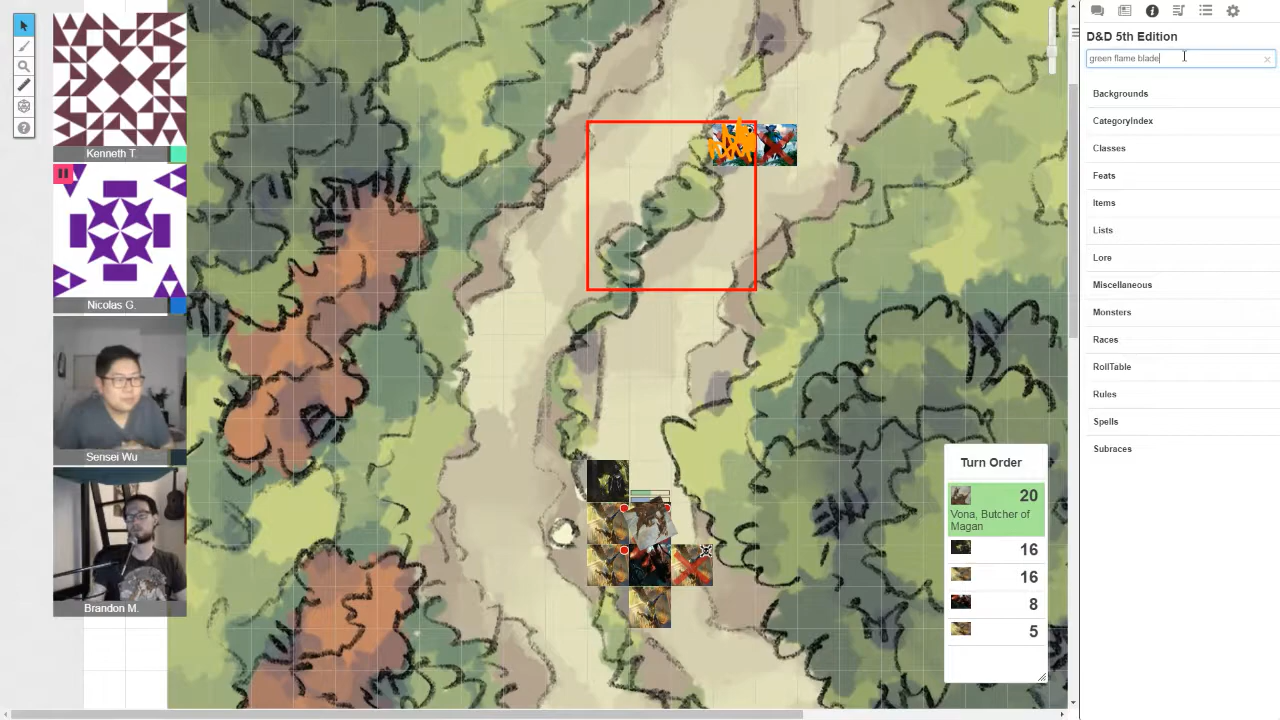 Kenneth T.
Nicolas G.
Sensei Wu
Brandon M.
Turn Order
20
Vona, Butcher of
Magan
16
16
8
5
D&D 5th Edition
green flame blade
Backgrounds
CategoryIndex
Classes
Feats
Items
Lists
Lore
Miscellaneous
Monsters
Races
RollTable
Rules
Spells
Subraces